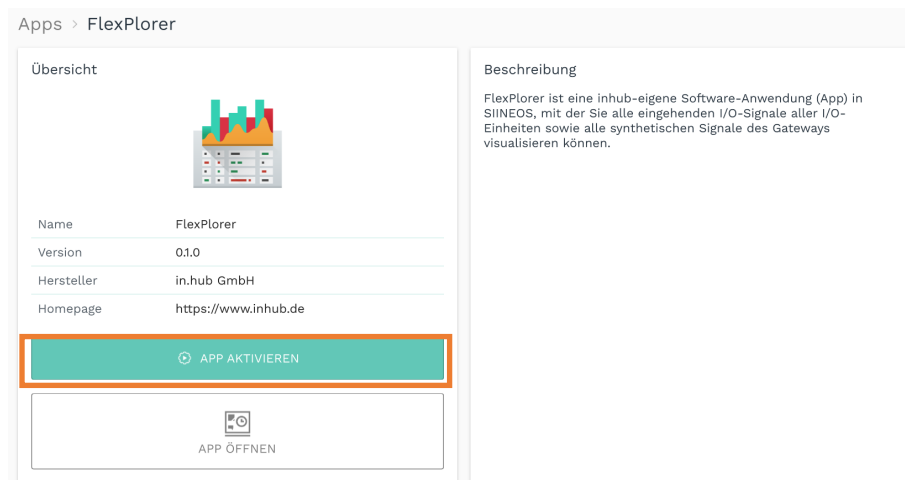 Apps > FlexPlorer
Übersicht
Name FlexPlorer
Version 0.1.0
Hersteller in.hub GmbH
Homepage https://www.inhub.de
APP AKTIVIEREN
APP ÖFFNEN
Beschreibung
FlexPlorer ist eine inhub-eigene Software-Anwendung (App) in
SIINEOS, mit der Sie alle eingehenden I/O-Signale aller I/O-
Einheiten sowie alle synthetischen Signale des Gateways
visualisieren können.